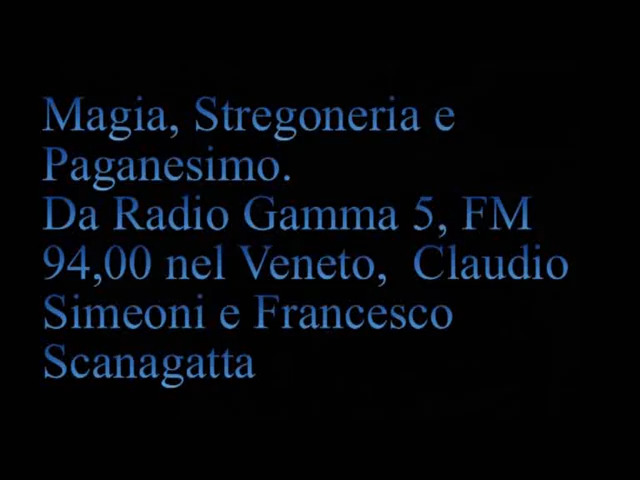 Magia, Stregoneria e
Paganesimo.
Da Radio Gamma 5, FM
94,00 nel Veneto,  Claudio
Simeoni e Francesco
Scanagatta